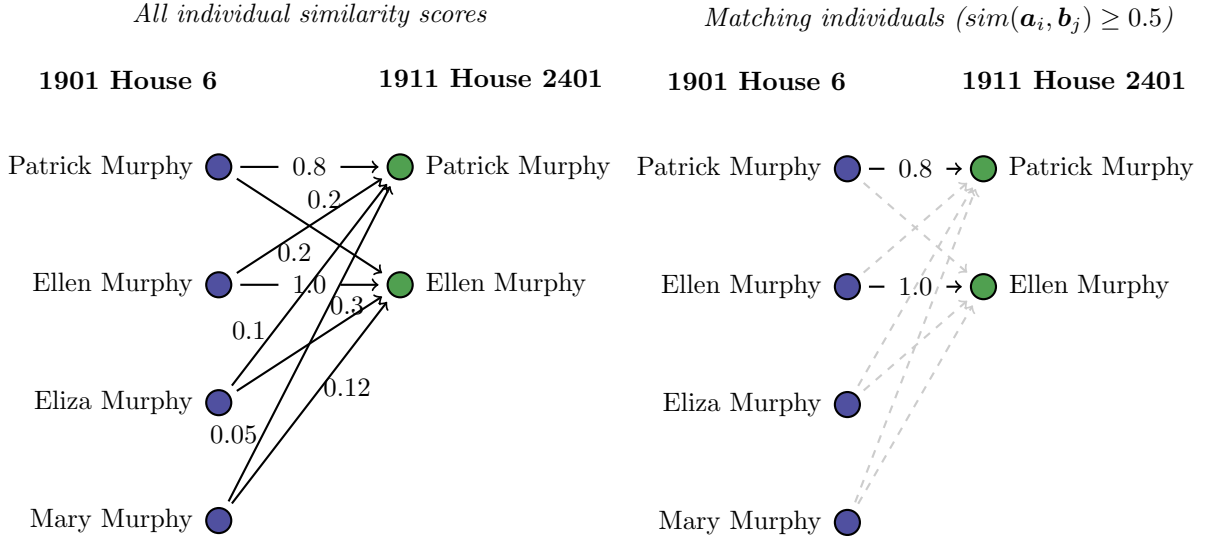 All individual similarity scores
1901 House 6 1911 House 2401
Patrick Murphy 0.8 Patrick Murphy
0.2
0.2
Ellen Murphy 1.0 Ellen Murphy
0.3
0.1
0.12
Eliza Murphy
0.05
Mary Murphy
Matching individuals (sim(𝒂ᵢ, 𝒃ⱼ) ≥ 0.5)
1901 House 6 1911 House 2401
Patrick Murphy 0.8 Patrick Murphy
Ellen Murphy 1.0 Ellen Murphy
Eliza Murphy
Mary Murphy